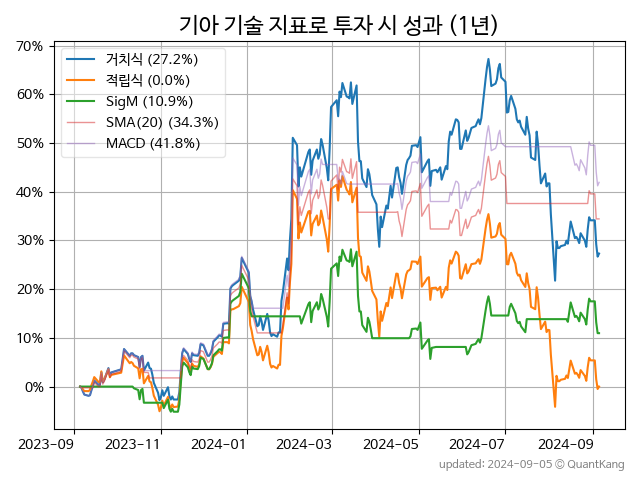 기아 기술 지표로 투자 시 성과 (1년)
70%
60%
50%
40%
30%
20%
10%
0%
거치식 (27.2%)
적립식 (0.0%)
SigM (10.9%)
SMA(20) (34.3%)
MACD (41.8%)
2023-09 2023-11 2024-01 2024-03 2024-05 2024-07 2024-09
updated: 2024-09-05 © QuantKang